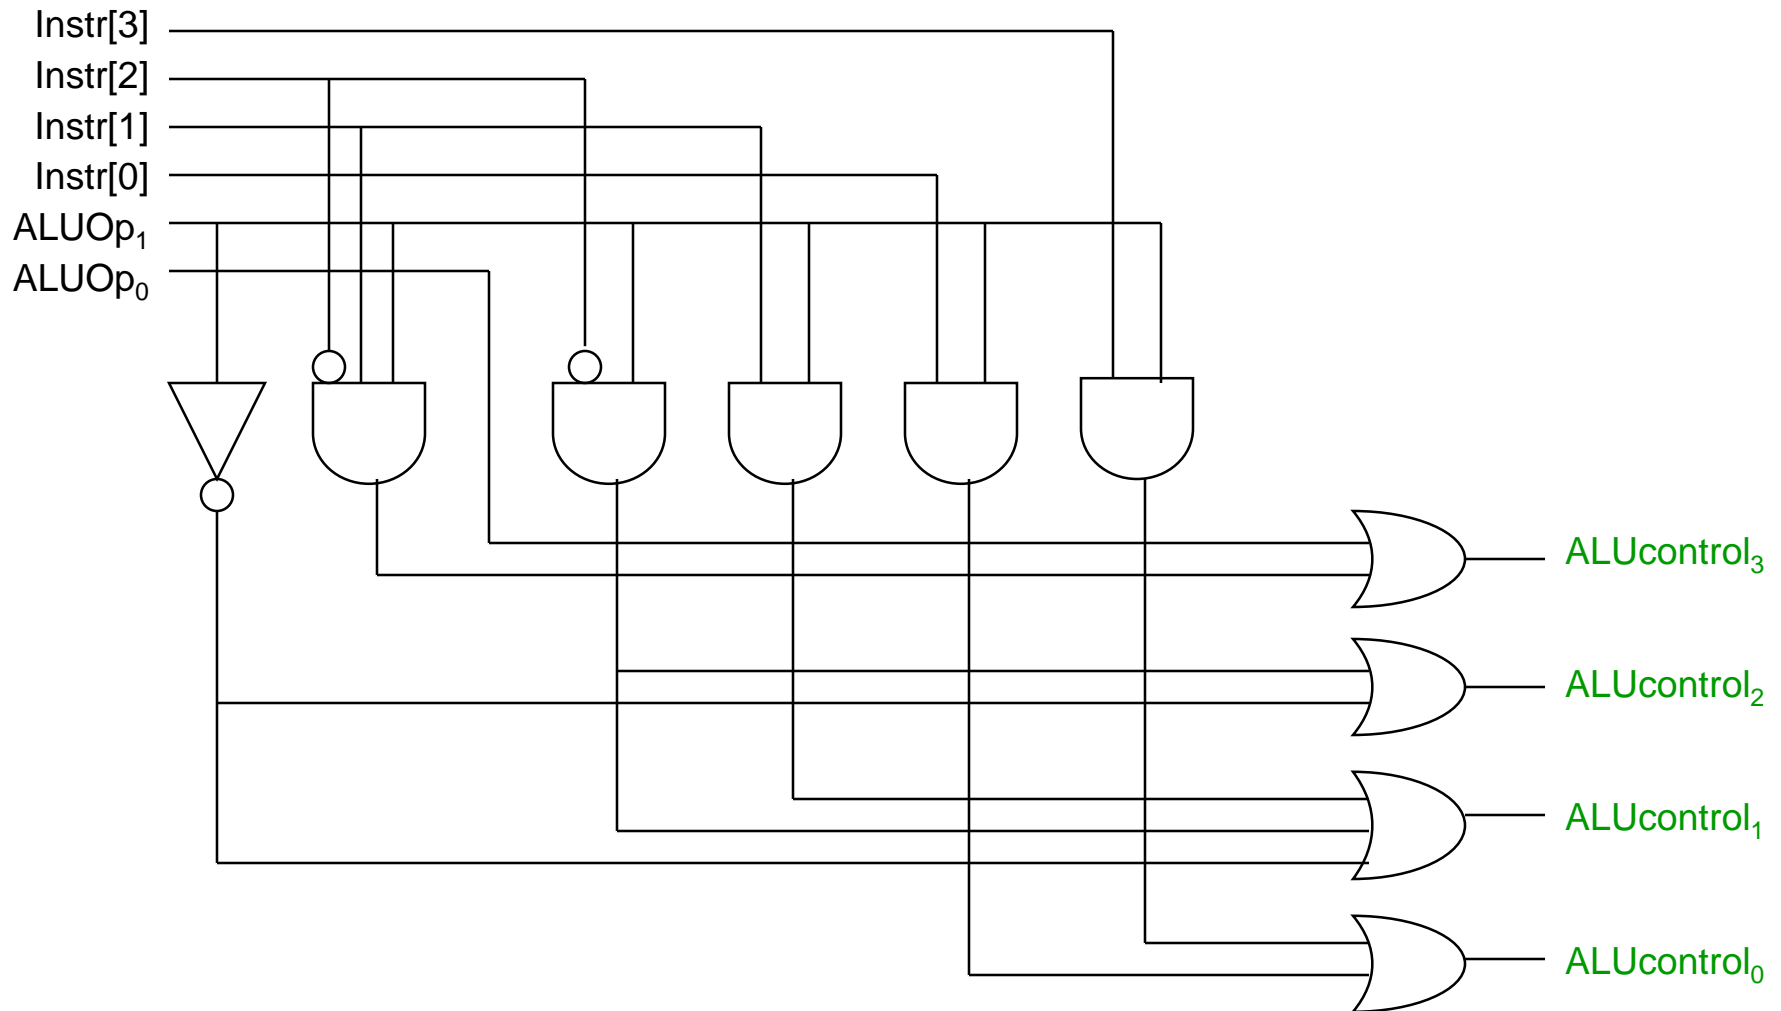 Instr[3]
Instr[2]
Instr[1]
Instr[0]
ALUOp₁
ALUOp₀
ALUcontrol₃
ALUcontrol₂
ALUcontrol₁
ALUcontrol₀